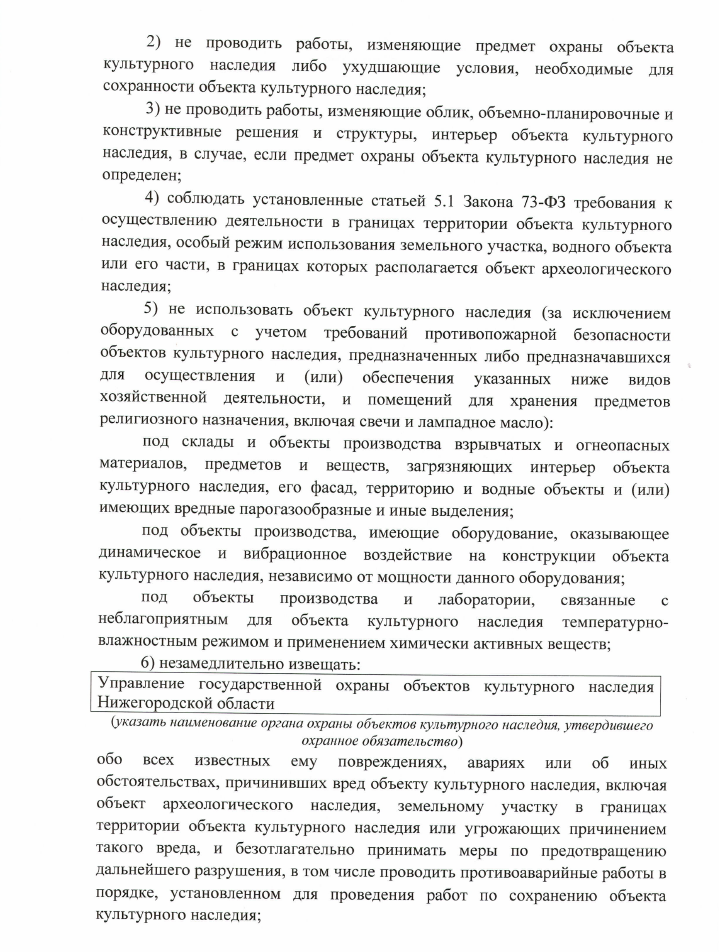 2) не проводить работы, изменяющие предмет охраны объекта
культурного наследия либо ухудшающие условия, необходимые для
сохранности объекта культурного наследия;
3) не проводить работы, изменяющие облик, объемно-планировочные и
конструктивные решения и структуры, интерьер объекта культурного
наследия, в случае, если предмет охраны объекта культурного наследия не
определен;
4) соблюдать установленные статьей 5.1 Закона 73-ФЗ требования к
осуществлению деятельности в границах территории объекта культурного
наследия, особый режим использования земельного участка, водного объекта
или его части, в границах которых располагается объект археологического
наследия;
5) не использовать объект культурного наследия (за исключением
оборудованных с учетом требований противопожарной безопасности
объектов культурного наследия, предназначенных либо предназначавшихся
для осуществления и (или) обеспечения указанных ниже видов
хозяйственной деятельности, и помещений для хранения предметов
религиозного назначения, включая свечи и лампадное масло):
под склады и объекты производства взрывчатых и огнеопасных
материалов, предметов и веществ, загрязняющих интерьер объекта
культурного наследия, его фасад, территорию и водные объекты и (или)
имеющих вредные парогазообразные и иные выделения;
под объекты производства, имеющие оборудование, оказывающее
динамическое и вибрационное воздействие на конструкции объекта
культурного наследия, независимо от мощности данного оборудования;
под объекты производства и лаборатории, связанные с
неблагоприятным для объекта культурного наследия температурно-
влажностным режимом и применением химически активных веществ;
6) незамедлительно извещать:
Управление государственной охраны объектов культурного наследия
Нижегородской области
(указать наименование органа охраны объектов культурного наследия, утвердившего
охранное обязательство)
обо всех известных ему повреждениях, авариях или об иных
обстоятельствах, причинивших вред объекту культурного наследия, включая
объект археологического наследия, земельному участку в границах
территории объекта культурного наследия или угрожающих причинением
такого вреда, и безотлагательно принимать меры по предотвращению
дальнейшего разрушения, в том числе проводить противоаварийные работы в
порядке, установленном для проведения работ по сохранению объекта
культурного наследия;